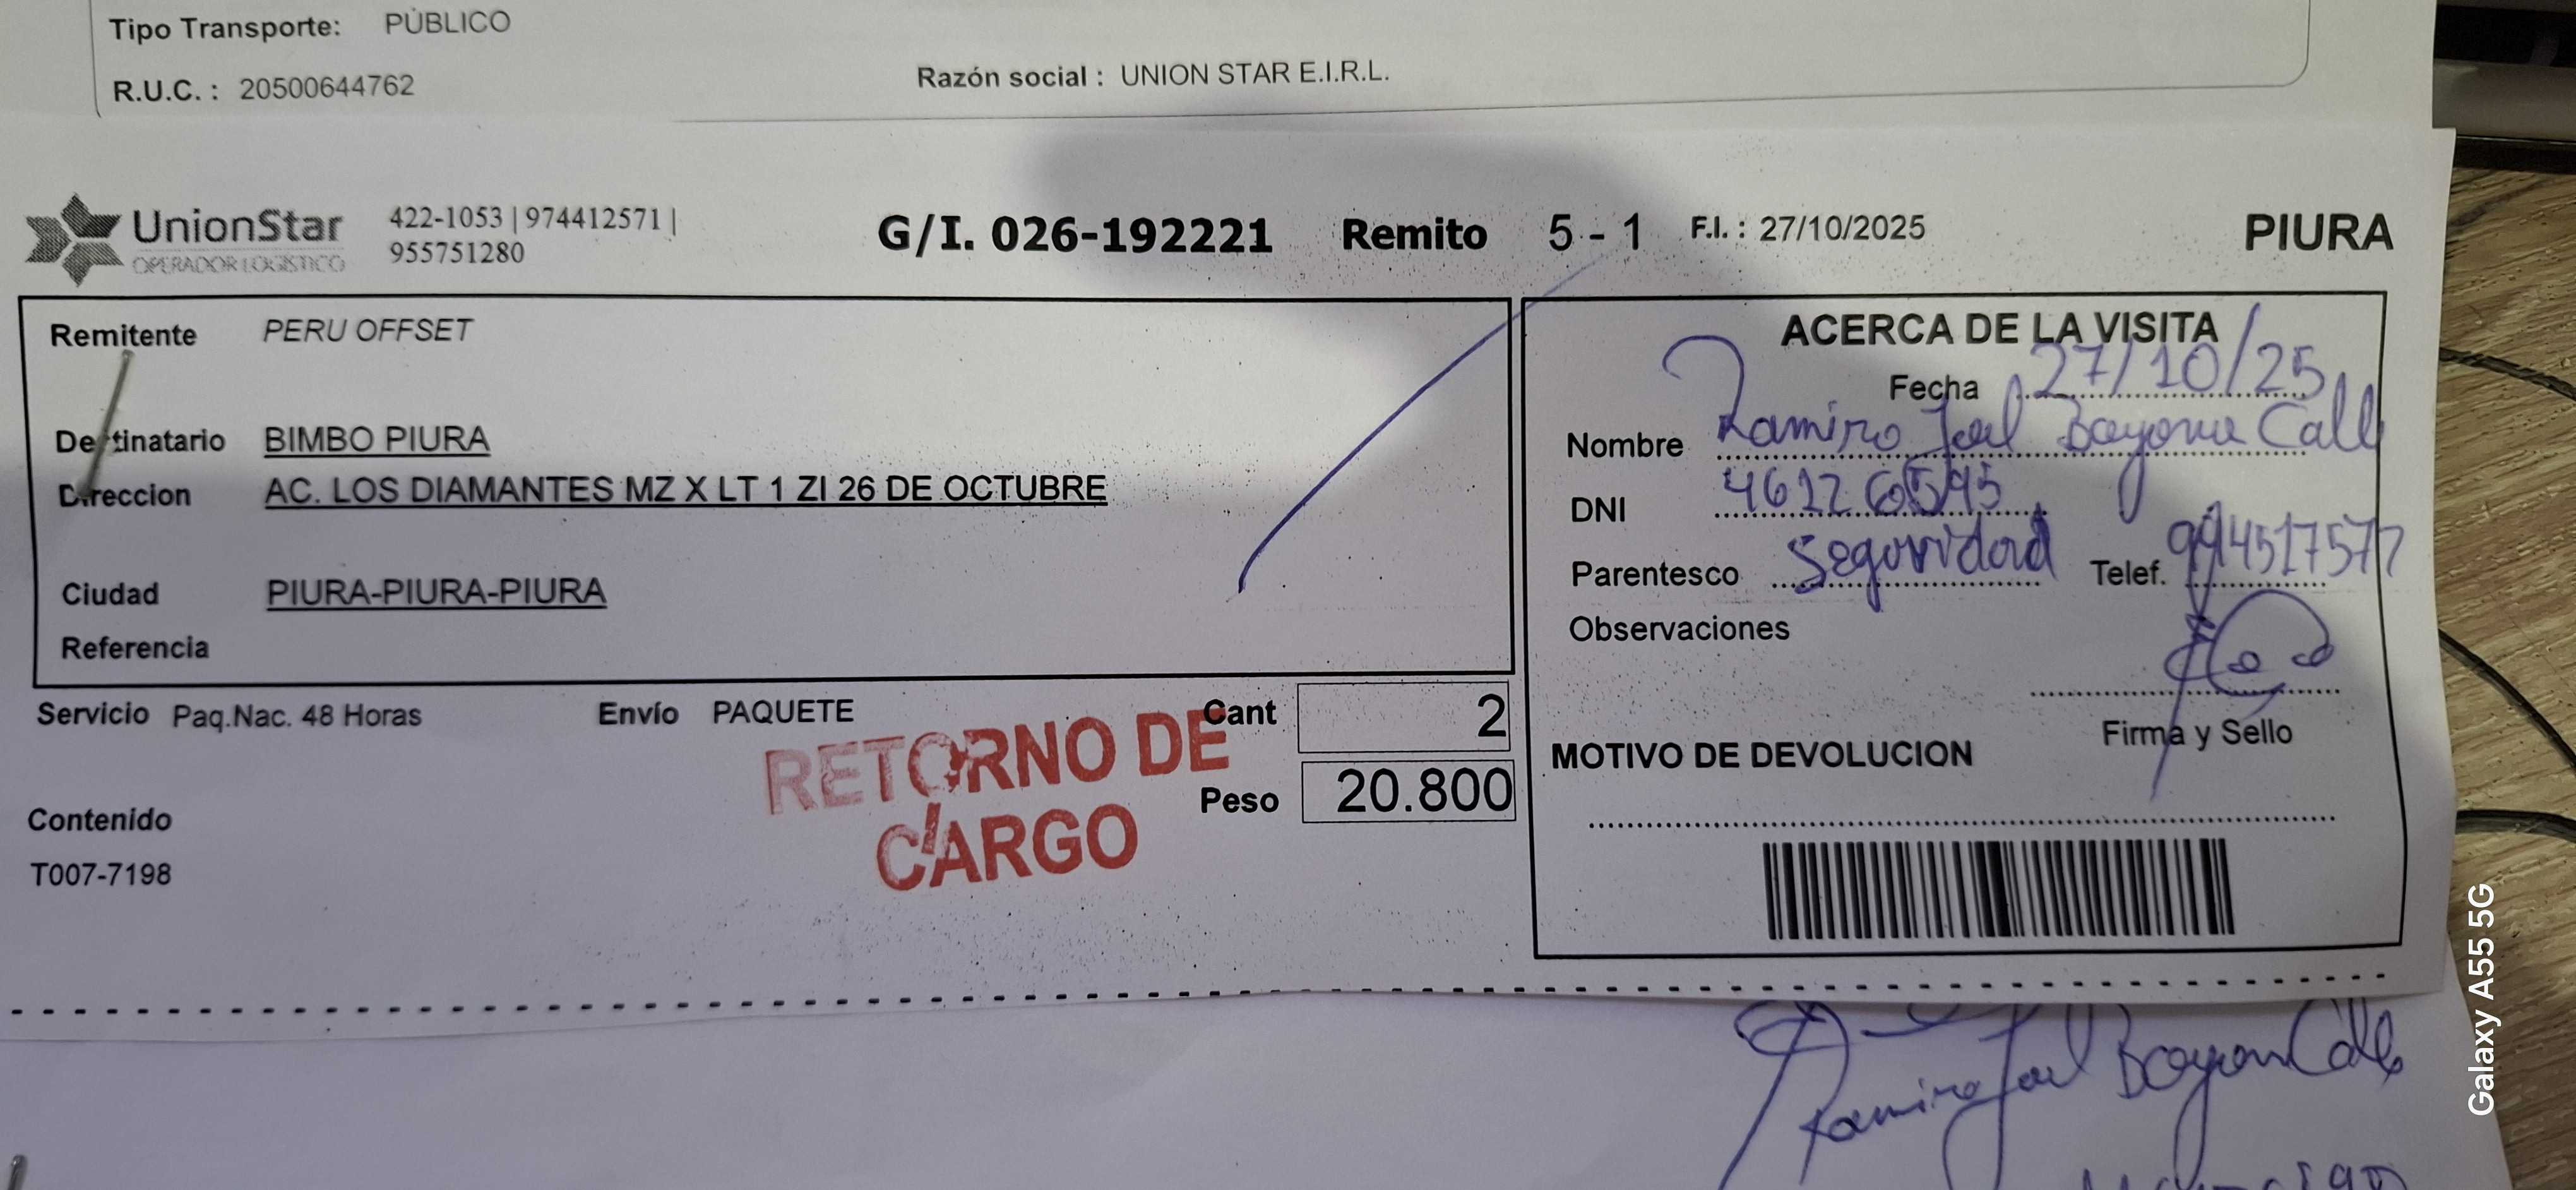 Tipo Transporte: PÚBLICO
R.U.C. : 20500644762 Razón social : UNION STAR E.I.R.L.
UnionStar
OPERADOR LOGISTICO
422-1053 | 974412571 |
955751280
G/I. 026-192221 Remito 5 - 1 F.I. : 27/10/2025 PIURA
Remitente PERU OFFSET
Destinatario BIMBO PIURA
Direccion AC. LOS DIAMANTES MZ X LT 1 ZI 26 DE OCTUBRE
Ciudad PIURA-PIURA-PIURA
Referencia
Servicio Paq.Nac. 48 Horas Envío PAQUETE Cant 2
Peso 20.800
RETORNO DE
CARGO
Contenido
T007-7198
ACERCA DE LA VISITA
Fecha 27/10/25
Nombre Ramiro Joel Bayona Calle
DNI
Parentesco Seguridad Telef. 994517577
Observaciones
Firma y Sello
MOTIVO DE DEVOLUCION
Ramiro Joel Bayona Calle
Galaxy A55 5G